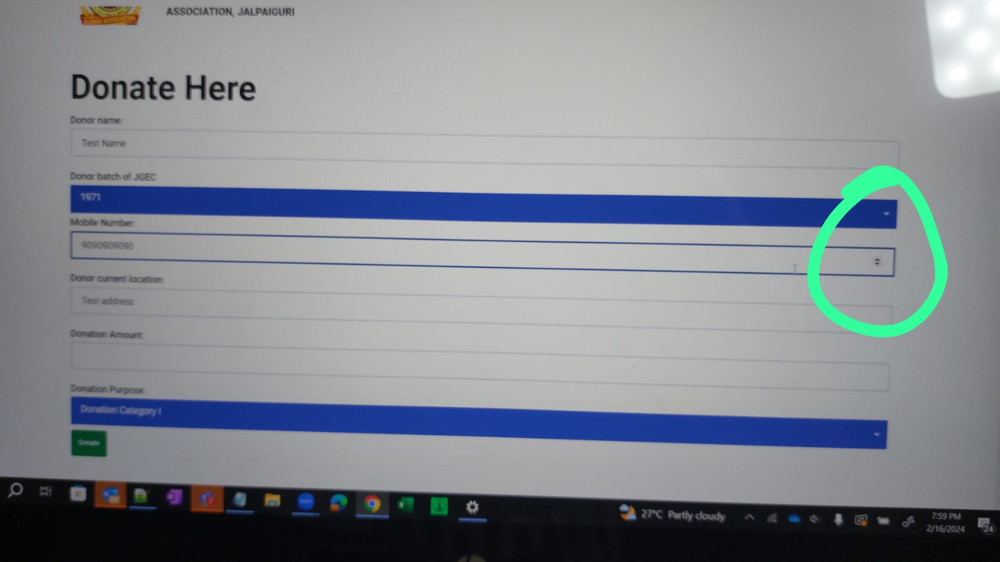 ALUMNI ASSOCIATION
ASSOCIATION, JALPAIGURI
Donate Here
Donor name:
Test Name
Donor batch of JGEC
1971
Mobile Number:
9090909090
Donor current location:
Test address
Donation Amount:
Donation Purpose:
Donation Category I
Donate
27°C Partly cloudy
7:59 PM
2/16/2024
24